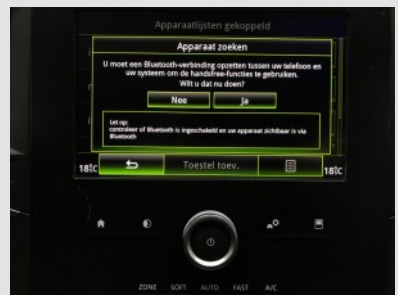 Apparaatlijsten gekoppeld
Apparaat zoeken
U moet een Bluetooth-verbinding opzetten tussen uw telefoon en
uw systeem om de handsfree-functies te gebruiken.
Wilt u dat nu doen?
Nee
Ja
Let op:
controleer of Bluetooth is ingeschakeld en uw apparaat zichtbaar is via
Bluetooth
18°C
Toestel toev.
18°C
ZONE SOFT AUTO FAST A/C